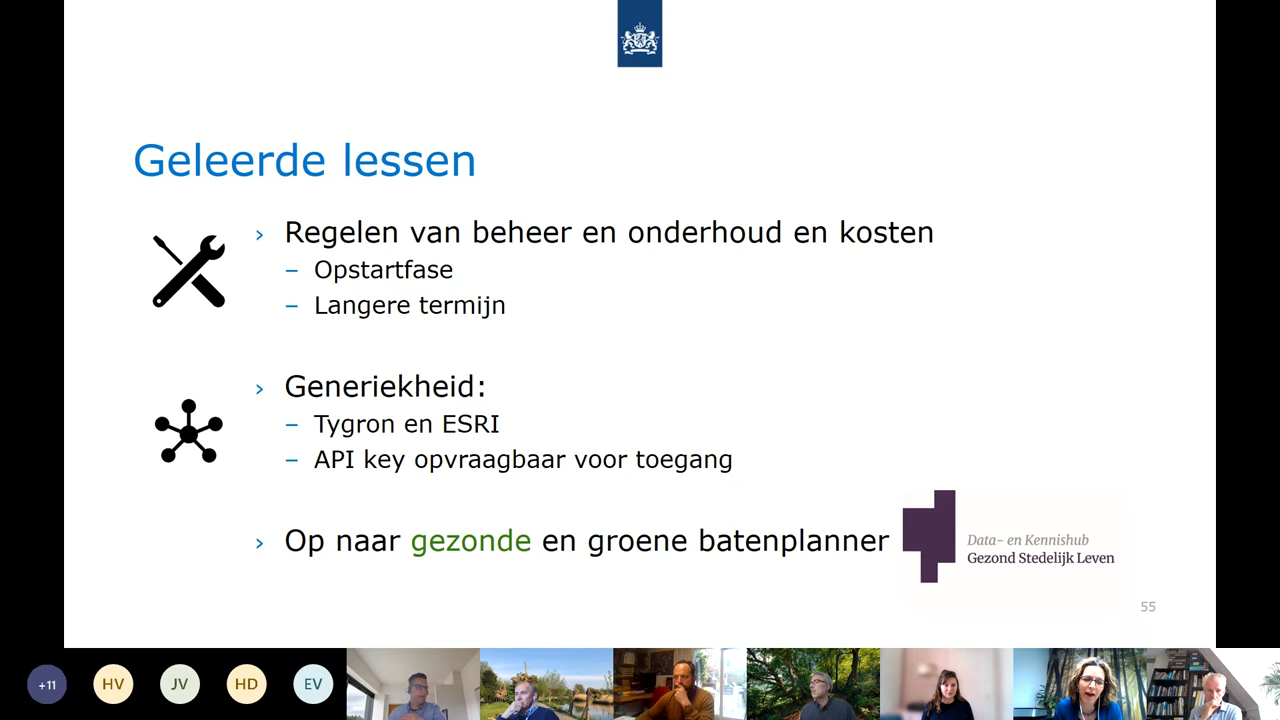 Geleerde lessen
› Regelen van beheer en onderhoud en kosten
– Opstartfase
– Langere termijn
› Generiekheid:
– Tygron en ESRI
– API key opvraagbaar voor toegang
› Op naar gezonde en groene batenplanner
Data- en Kennishub
Gezond Stedelijk Leven
55
+11
HV
JV
HD
EV